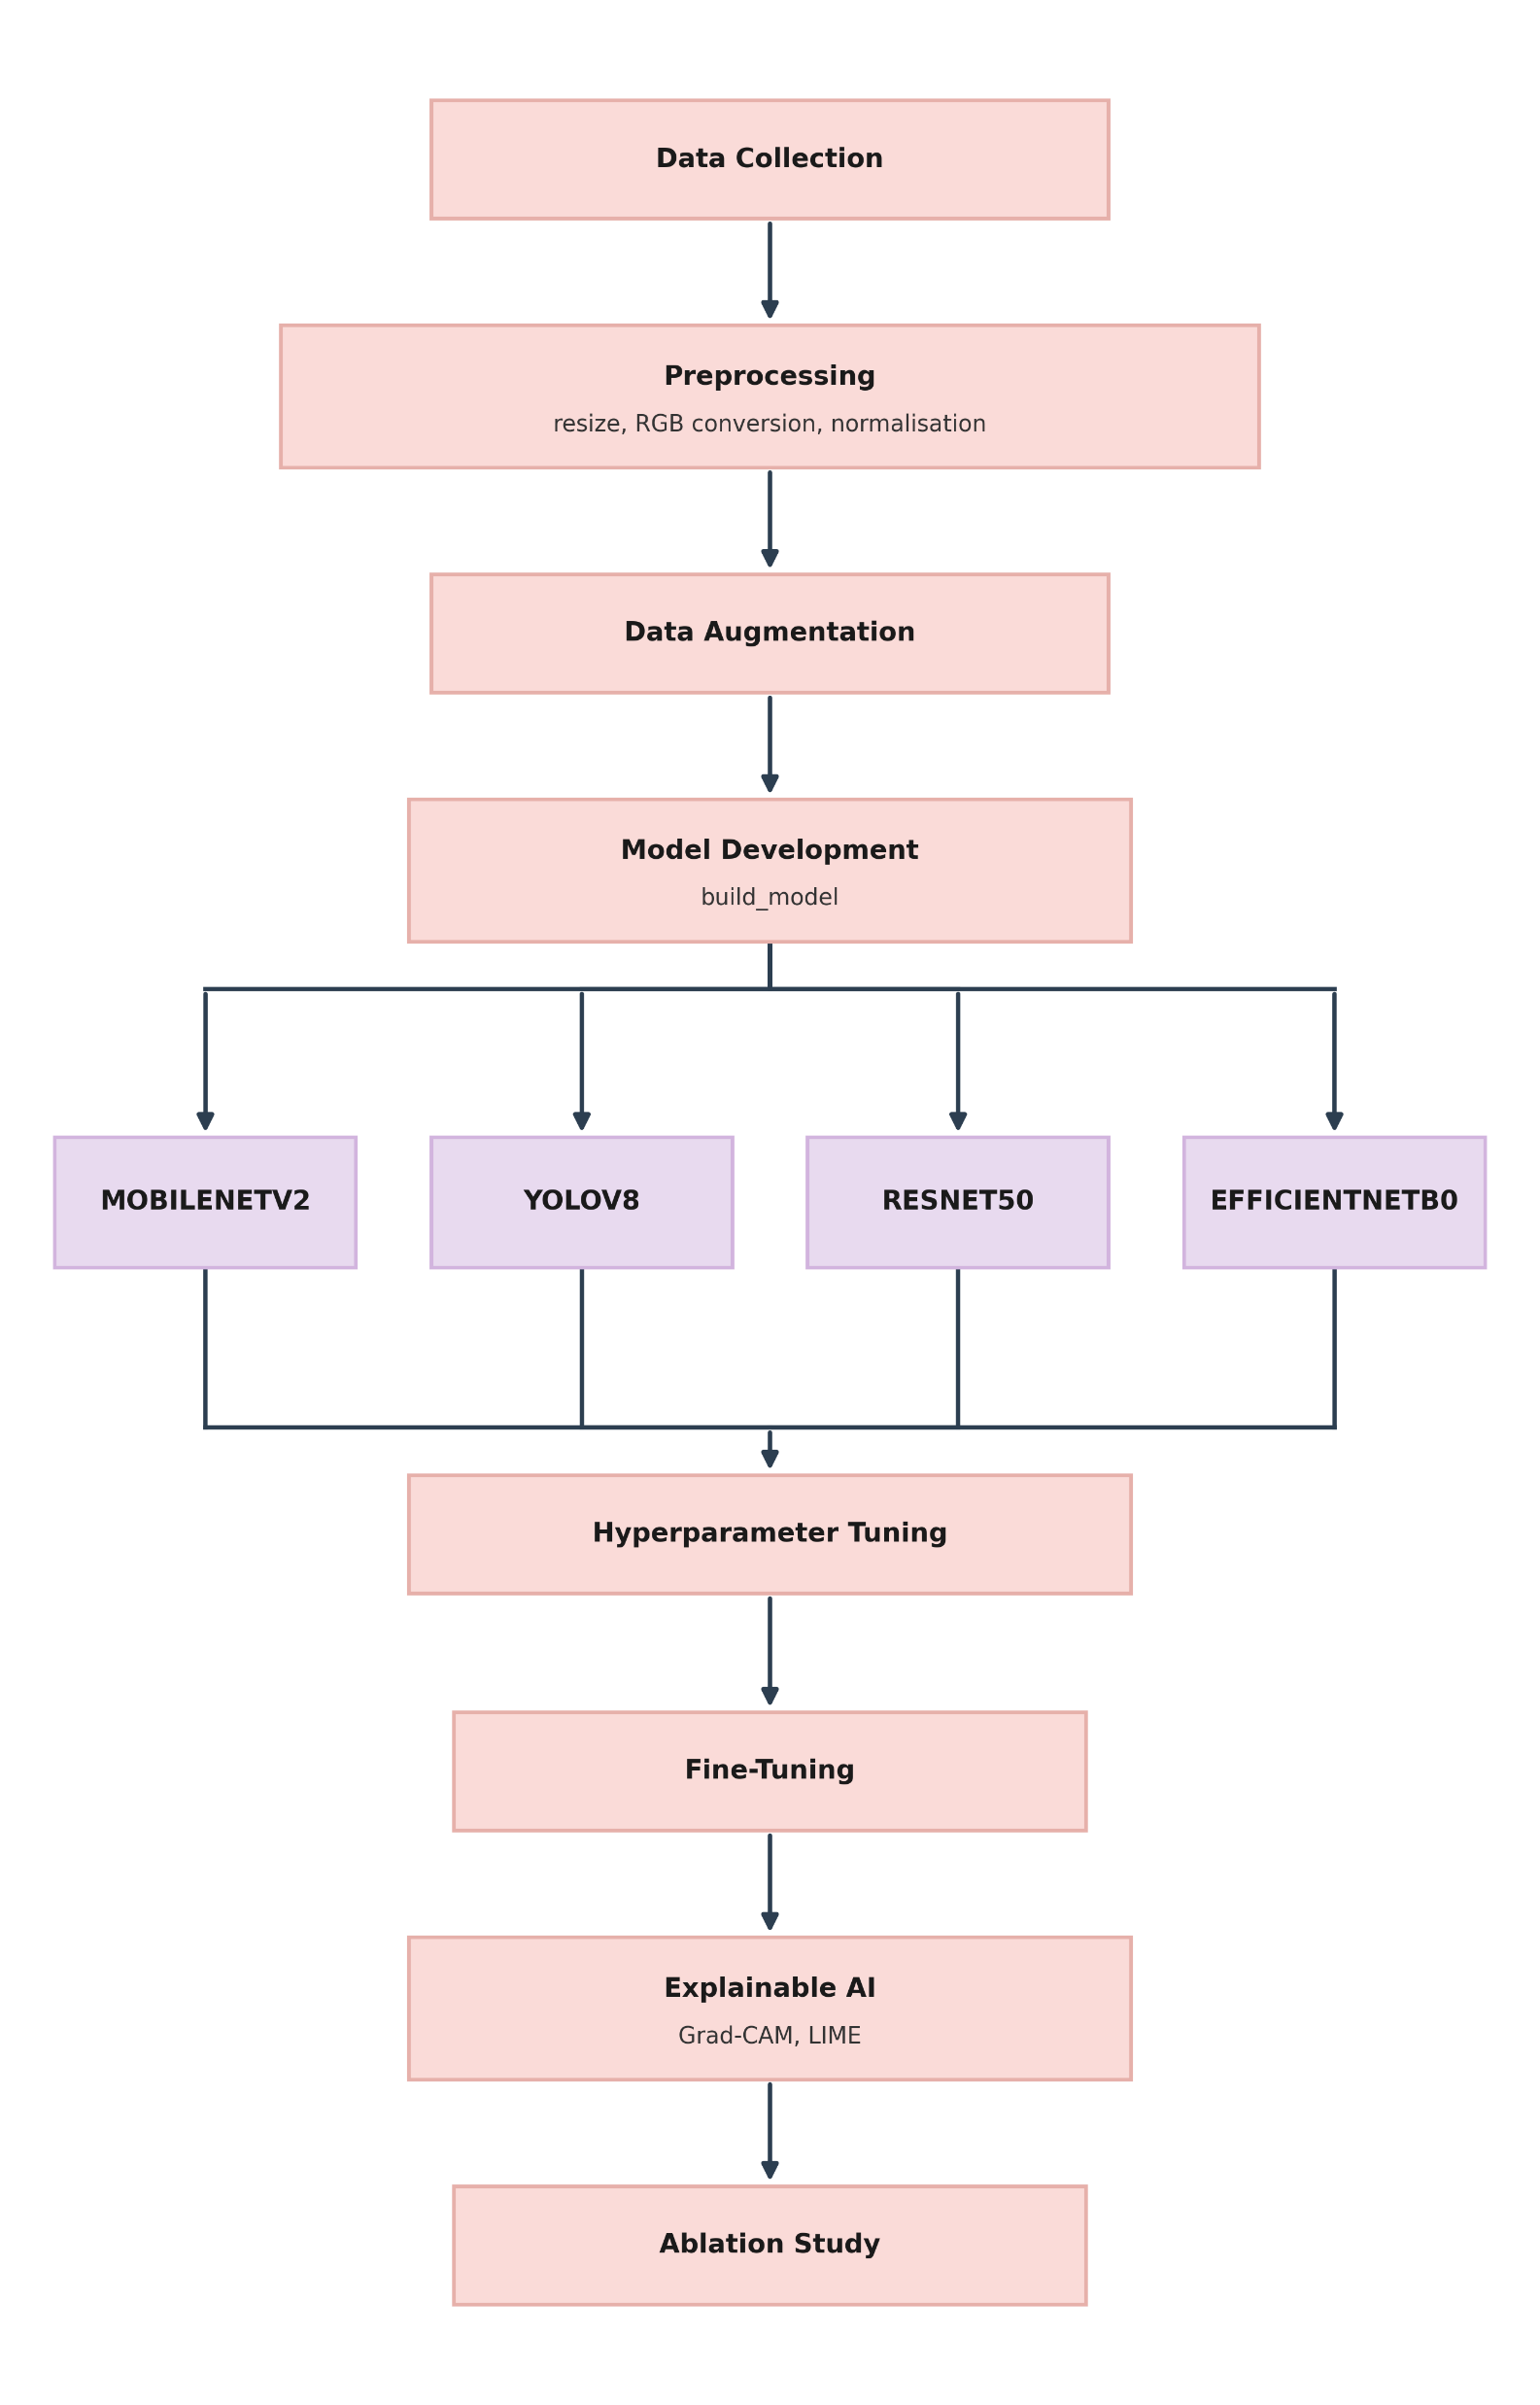 Data Collection
Preprocessing
resize, RGB conversion, normalisation
Data Augmentation
Model Development
build_model
MOBILENETV2
YOLOV8
RESNET50
EFFICIENTNETB0
Hyperparameter Tuning
Fine-Tuning
Explainable AI
Grad-CAM, LIME
Ablation Study